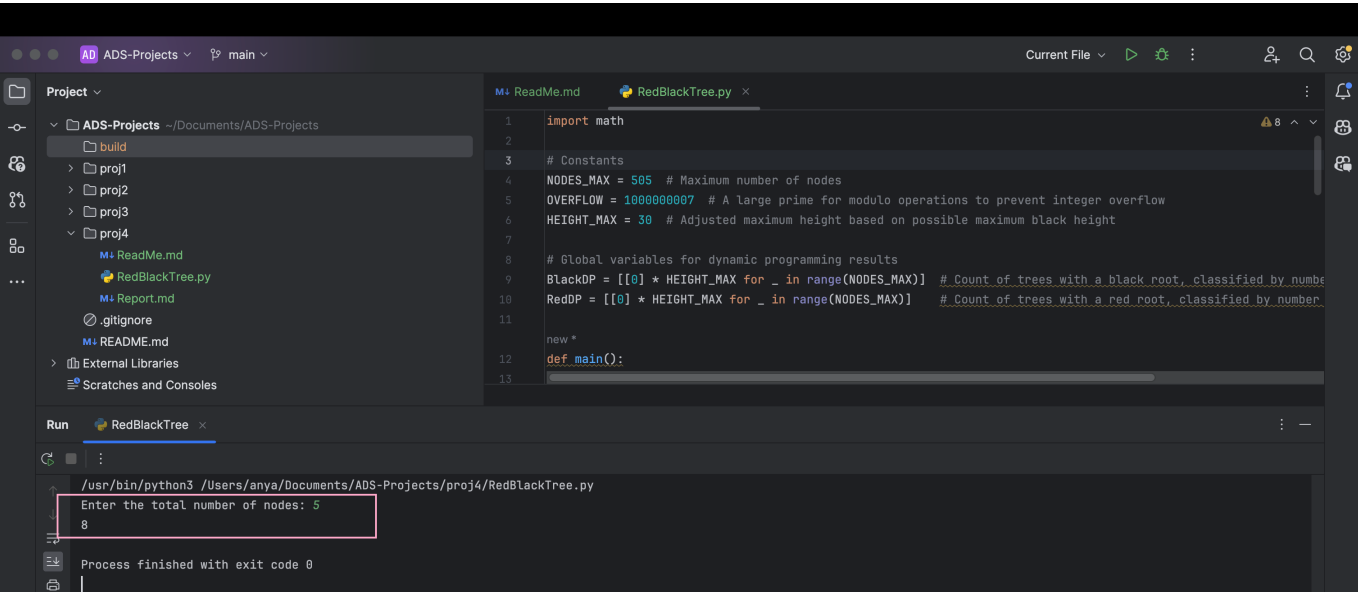 AD ADS-Projects main Current File
Project
ADS-Projects ~/Documents/ADS-Projects
build
proj1
proj2
proj3
proj4
M↓ ReadMe.md
RedBlackTree.py
M↓ Report.md
.gitignore
M↓ README.md
External Libraries
Scratches and Consoles
M↓ ReadMe.md RedBlackTree.py
8
1 import math
2
3 # Constants
4 NODES_MAX = 505 # Maximum number of nodes
5 OVERFLOW = 1000000007 # A large prime for modulo operations to prevent integer overflow
6 HEIGHT_MAX = 30 # Adjusted maximum height based on possible maximum black height
7
8 # Global variables for dynamic programming results
9 BlackDP = [[0] * HEIGHT_MAX for _ in range(NODES_MAX)] # Count of trees with a black root, classified by numbe
10 RedDP = [[0] * HEIGHT_MAX for _ in range(NODES_MAX)] # Count of trees with a red root, classified by number
11
new *
12 def main():
13
Run RedBlackTree
/usr/bin/python3 /Users/anya/Documents/ADS-Projects/proj4/RedBlackTree.py
Enter the total number of nodes: 5
8
Process finished with exit code 0